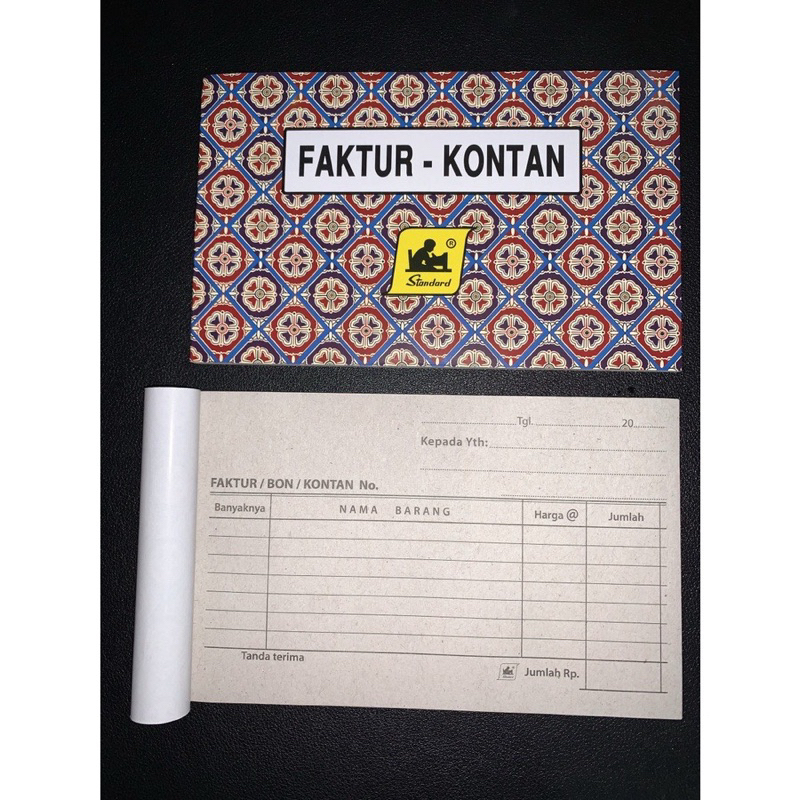 FAKTUR - KONTAN
®
Standard
Tgl. 20
Kepada Yth:
FAKTUR / BON / KONTAN No.
Banyaknya NAMA BARANG Harga @ Jumlah
Tanda terima
Jumlah Rp.